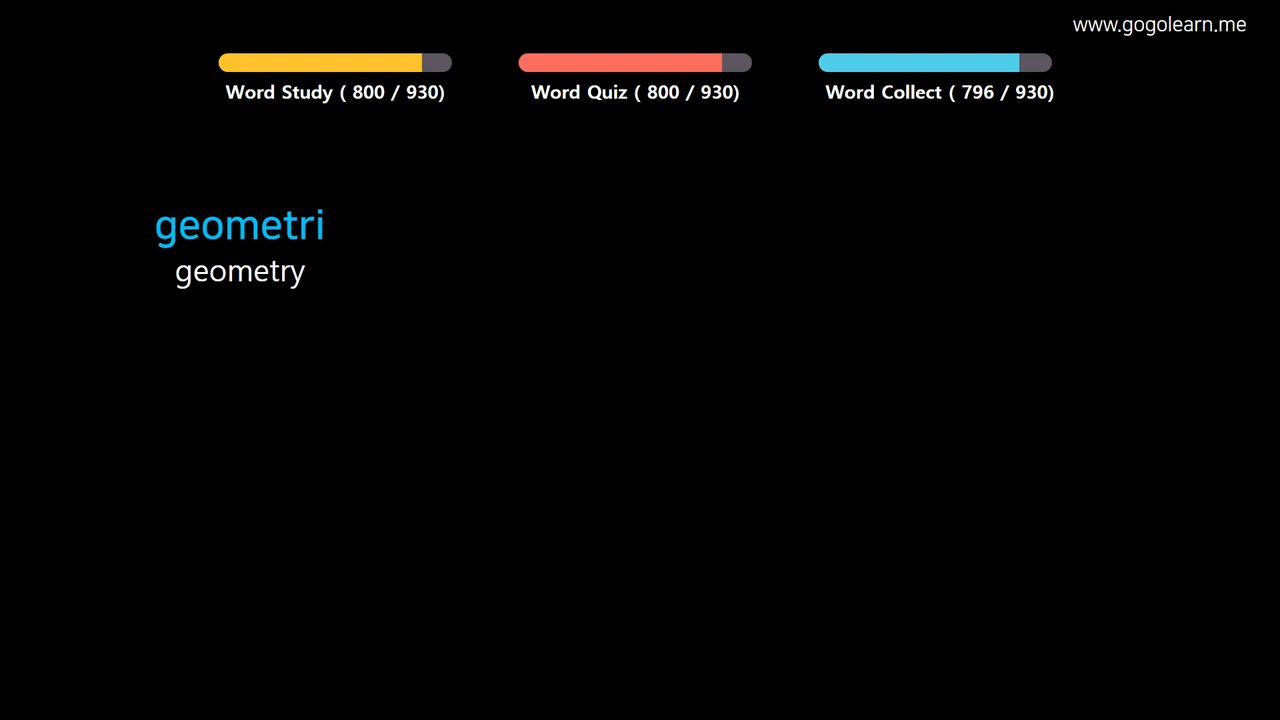 www.gogolearn.me
Word Study ( 800 / 930)
Word Quiz ( 800 / 930)
Word Collect ( 796 / 930)
geometri
geometry